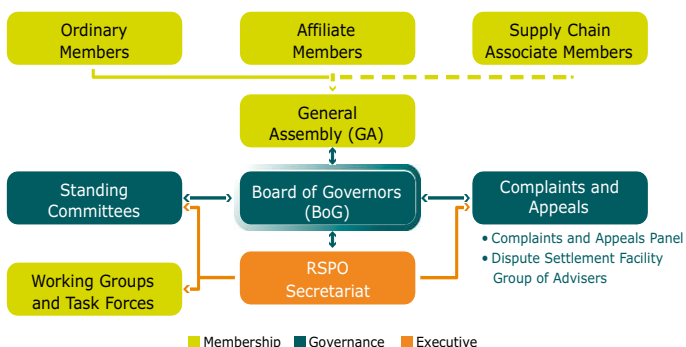 Ordinary
Members
Affiliate
Members
Supply Chain
Associate Members
General
Assembly (GA)
Standing
Committees
Board of Governors
(BoG)
Complaints and
Appeals
• Complaints and Appeals Panel
• Dispute Settlement Facility
Group of Advisers
Working Groups
and Task Forces
RSPO
Secretariat
Membership Governance Executive